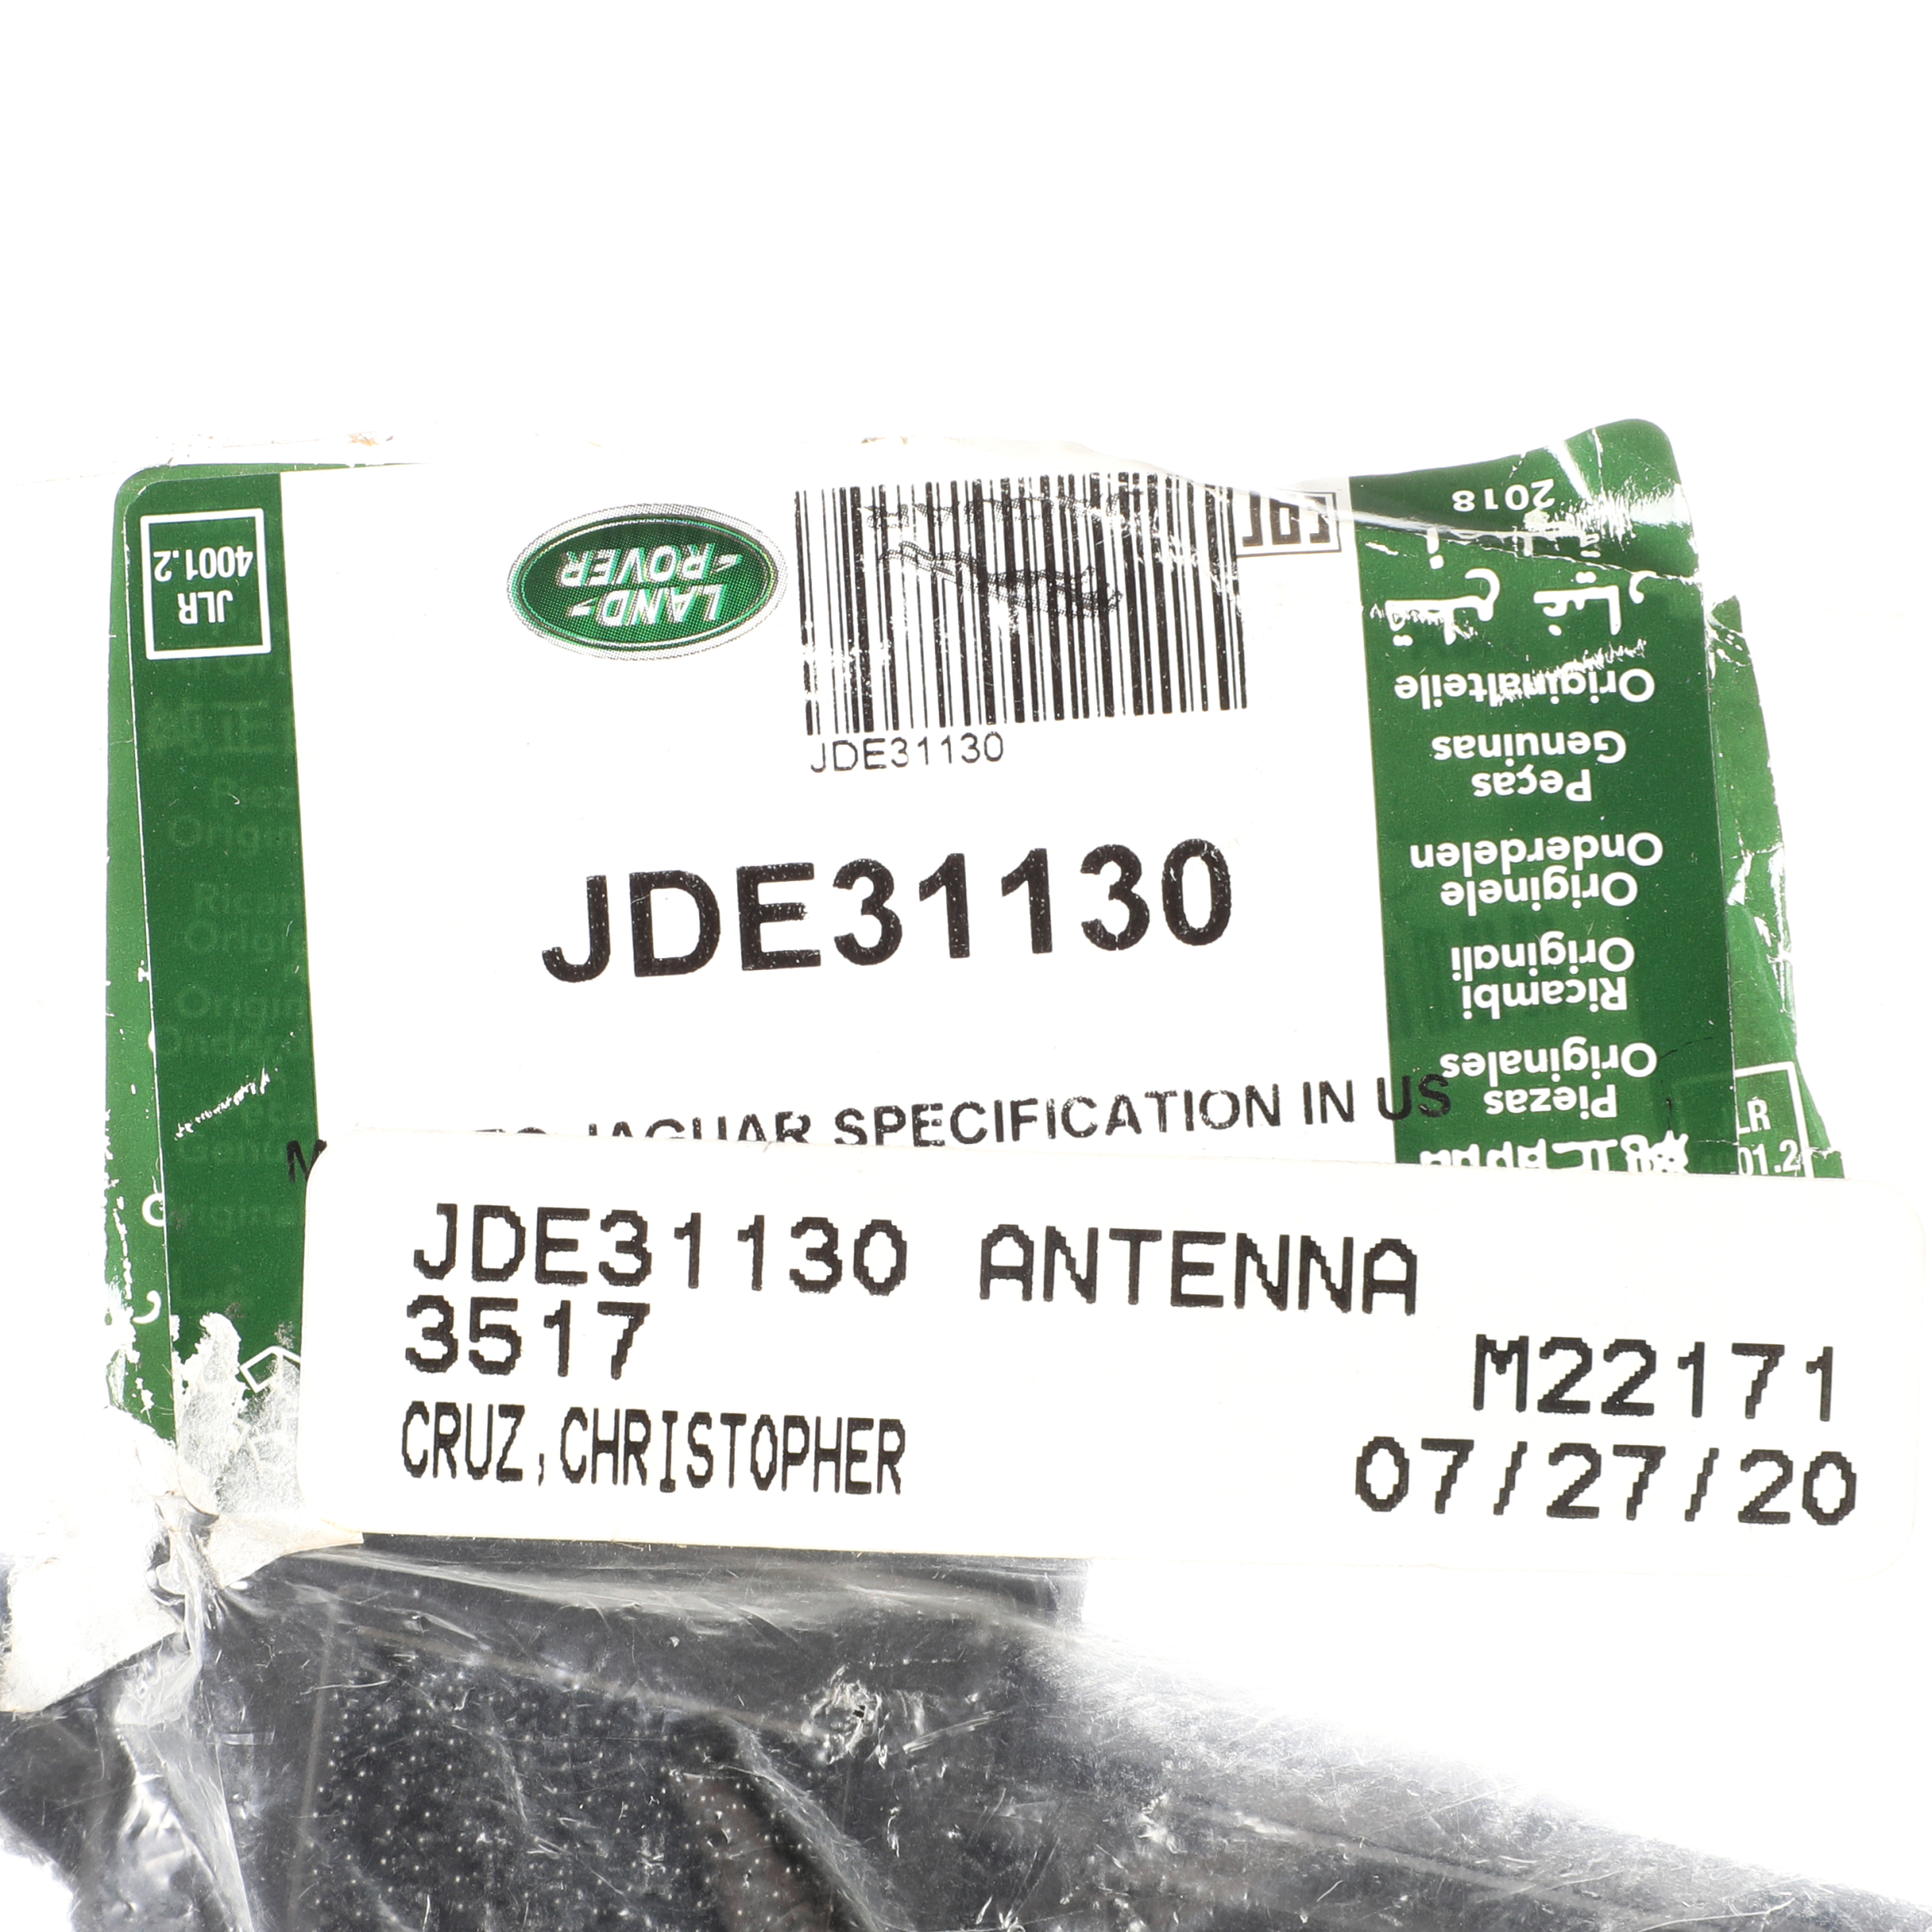 JLR
4001.2
LAND-
-ROVER
JDE31130
JDE31130
JAGUAR SPECIFICATION IN US
2018
Originalteile
Peças
Genuinas
Originele
Onderdelen
Ricambi
Originali
Piezas
Originales
JDE31130 ANTENNA
3517
M22171
CRUZ,CHRISTOPHER
07/27/20